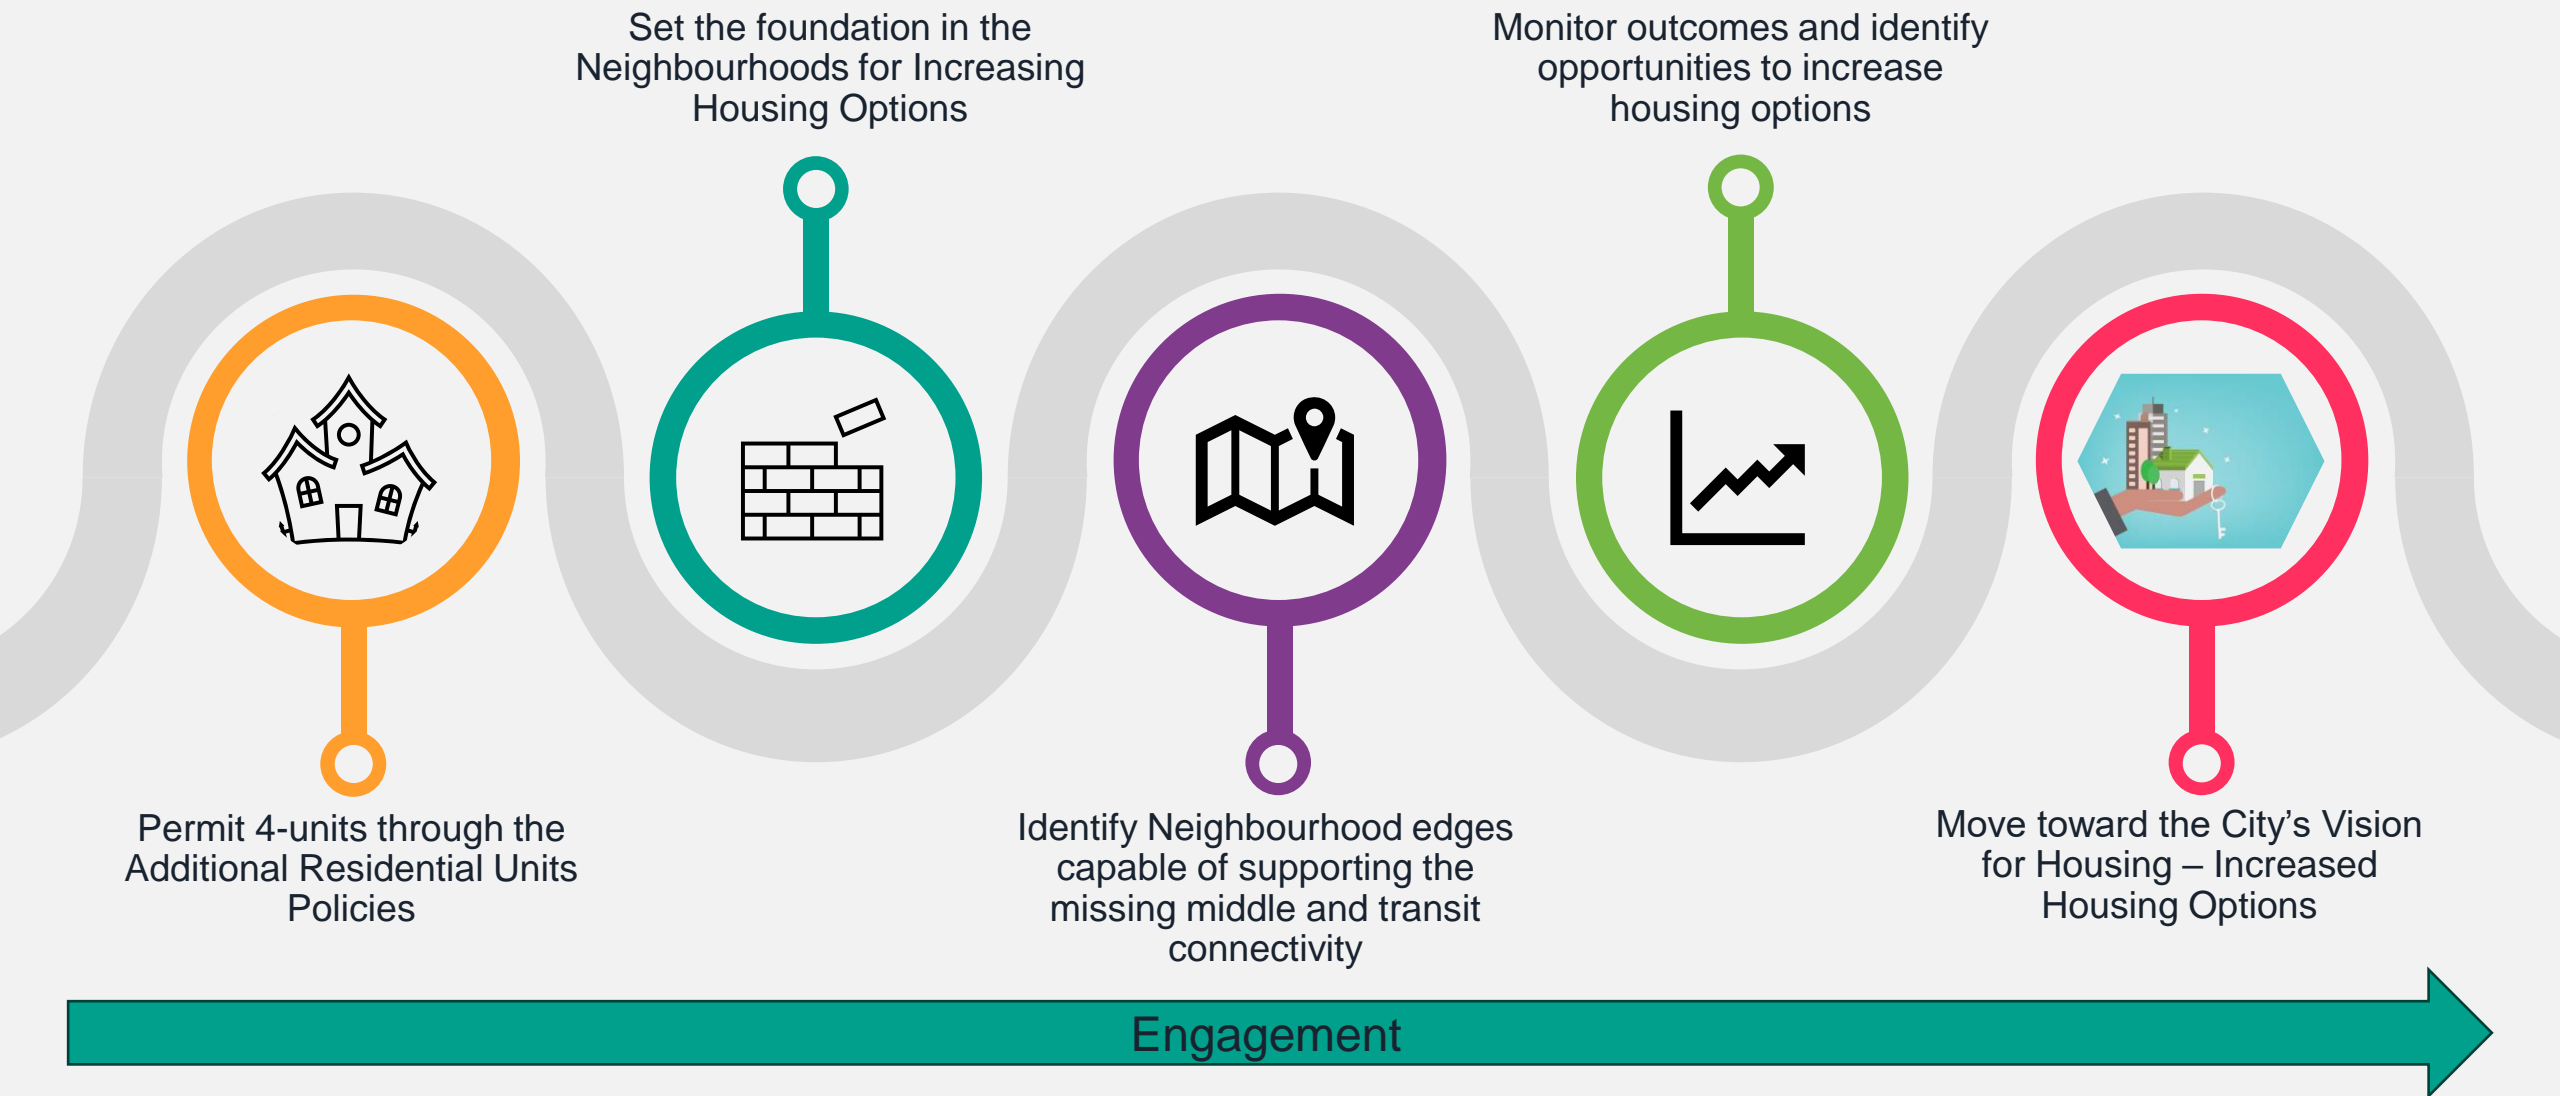 Set the foundation in the
Neighbourhoods for Increasing
Housing Options
Monitor outcomes and identify
opportunities to increase
housing options
Permit 4-units through the
Additional Residential Units
Policies
Identify Neighbourhood edges
capable of supporting the
missing middle and transit
connectivity
Move toward the City’s Vision
for Housing – Increased
Housing Options
Engagement